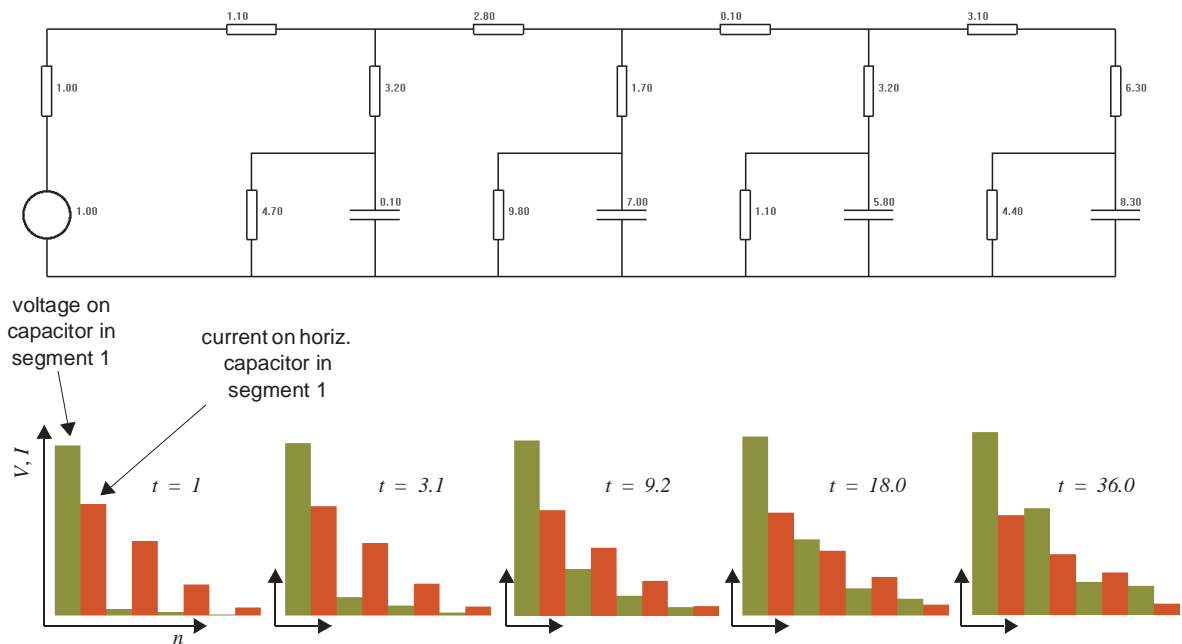 1.10
2.80
0.10
3.10
1.00
3.20
1.70
3.20
6.30
4.70
0.10
9.80
7.00
1.10
5.80
4.40
8.30
1.00
voltage on
capacitor in
segment 1
current on horiz.
capacitor in
segment 1
V, I
t = 1
t = 3.1
t = 9.2
t = 18.0
t = 36.0
n